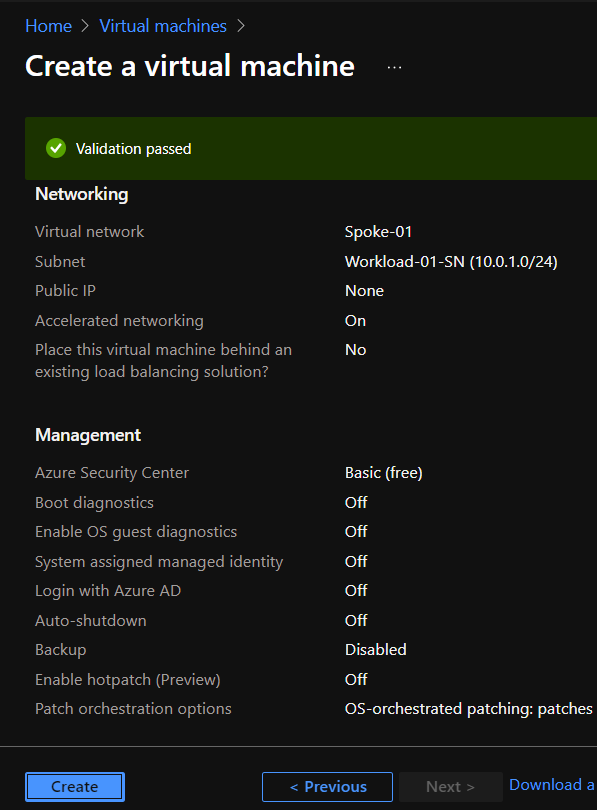 Home > Virtual machines >
Create a virtual machine ...
Validation passed
Networking
Virtual network Spoke-01
Subnet Workload-01-SN (10.0.1.0/24)
Public IP None
Accelerated networking On
Place this virtual machine behind an No
existing load balancing solution?
Management
Azure Security Center Basic (free)
Boot diagnostics Off
Enable OS guest diagnostics Off
System assigned managed identity Off
Login with Azure AD Off
Auto-shutdown Off
Backup Disabled
Enable hotpatch (Preview) Off
Patch orchestration options OS-orchestrated patching: patches
Create < Previous Next > Download a